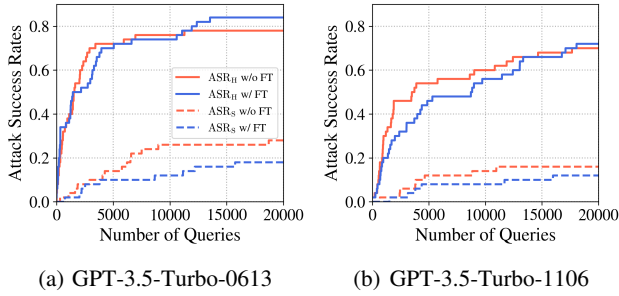 (a)
(b)
0.8
0.6
0.4
0.2
0.0
Attack Success Rates
0
5000
10000
15000
20000
Number of Queries
ASR_H w/o FT
ASR_H w/ FT
ASR_S w/o FT
ASR_S w/ FT
0.8
0.6
0.4
0.2
0.0
Attack Success Rates
0
5000
10000
15000
20000
Number of Queries
(a) GPT-3.5-Turbo-0613
(b) GPT-3.5-Turbo-1106